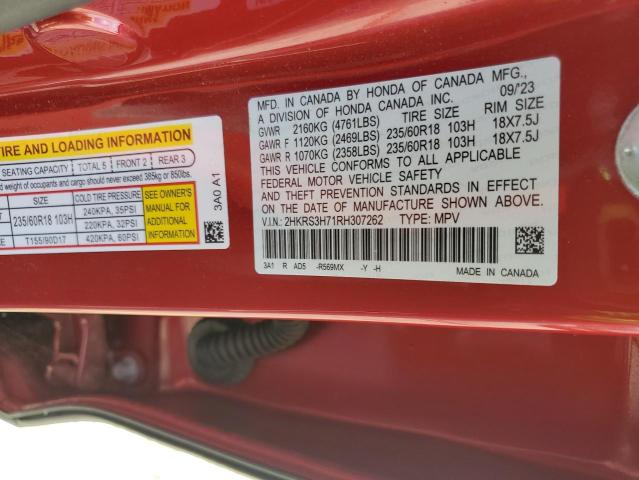 TIRE AND LOADING INFORMATION
SEATING CAPACITY TOTAL 5 FRONT 2 REAR 3
weight of occupants and cargo should never exceed 385kg or 850lbs.
SIZE COLD TIRE PRESSURE
235/60R18 103H 240KPA, 35PSI
220KPA, 32PSI
T155/90D17 420KPA, 60PSI
SEE OWNER'S
MANUAL FOR
ADDITIONAL
INFORMATION
3A0 A1
MFD. IN CANADA BY HONDA OF CANADA MFG.,
A DIVISION OF HONDA CANADA INC. 09/'23
GVWR 2160KG (4761LBS) TIRE SIZE RIM SIZE
GAWR F 1120KG (2469LBS) 235/60R18 103H 18X7.5J
GAWR R 1070KG (2358LBS) 235/60R18 103H 18X7.5J
THIS VEHICLE CONFORMS TO ALL APPLICABLE
FEDERAL MOTOR VEHICLE SAFETY
AND THEFT PREVENTION STANDARDS IN EFFECT
ON THE DATE OF MANUFACTURE SHOWN ABOVE.
V.I.N.: 2HKRS3H71RH307262 TYPE: MPV
3A1 R AD5 -R569MX -Y -H
MADE IN CANADA